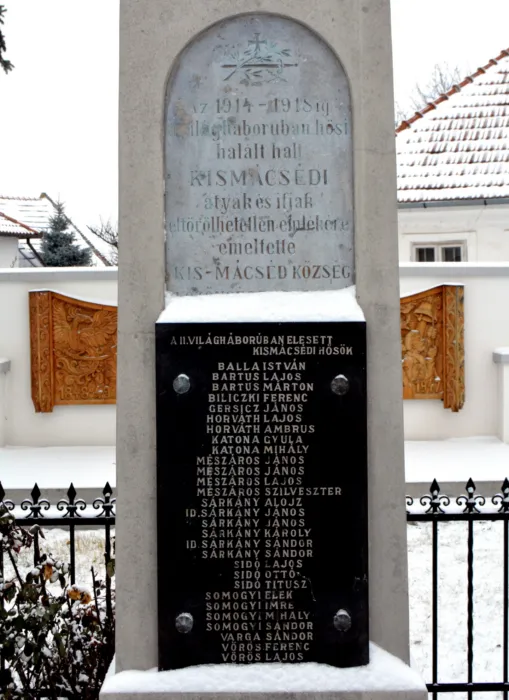 Az 1914-1918 ig
világháboruban hősi
halált halt
KISMÁCSÉDI
atyák és ifjak
eltörölhetetlen emlékére
emeltette
KIS-MÁCSÉD KÖZSÉG
A II. VILÁGHÁBORÚBAN ELESETT
KISMÁCSÉDI HŐSÖK
BALLA ISTVÁN
BARTUS LAJOS
BARTUS MÁRTON
BILICZKI FERENC
GERSICZ JÁNOS
HORVÁTH LAJOS
HORVÁTH AMBRUS
KATONA GYULA
KATONA MIHÁLY
MÉSZÁROS JÁNOS
MÉSZÁROS JÁNOS
MÉSZÁROS LAJOS
MÉSZÁROS SZILVESZTER
SÁRKÁNY ALOJZ
ID. SÁRKÁNY JÁNOS
SÁRKÁNY JÁNOS
SÁRKÁNY KÁROLY
ID. SÁRKÁNY SÁNDOR
SÁRKÁNY SÁNDOR
SIDÓ LAJOS
SIDÓ OTTÓ
SIDÓ TITUSZ
SOMOGYI ELEK
SOMOGYI IMRE
SOMOGYI MIHÁLY
SOMOGYI SÁNDOR
VARGA SÁNDOR
VÖRÖS FERENC
VÖRÖS LAJOS